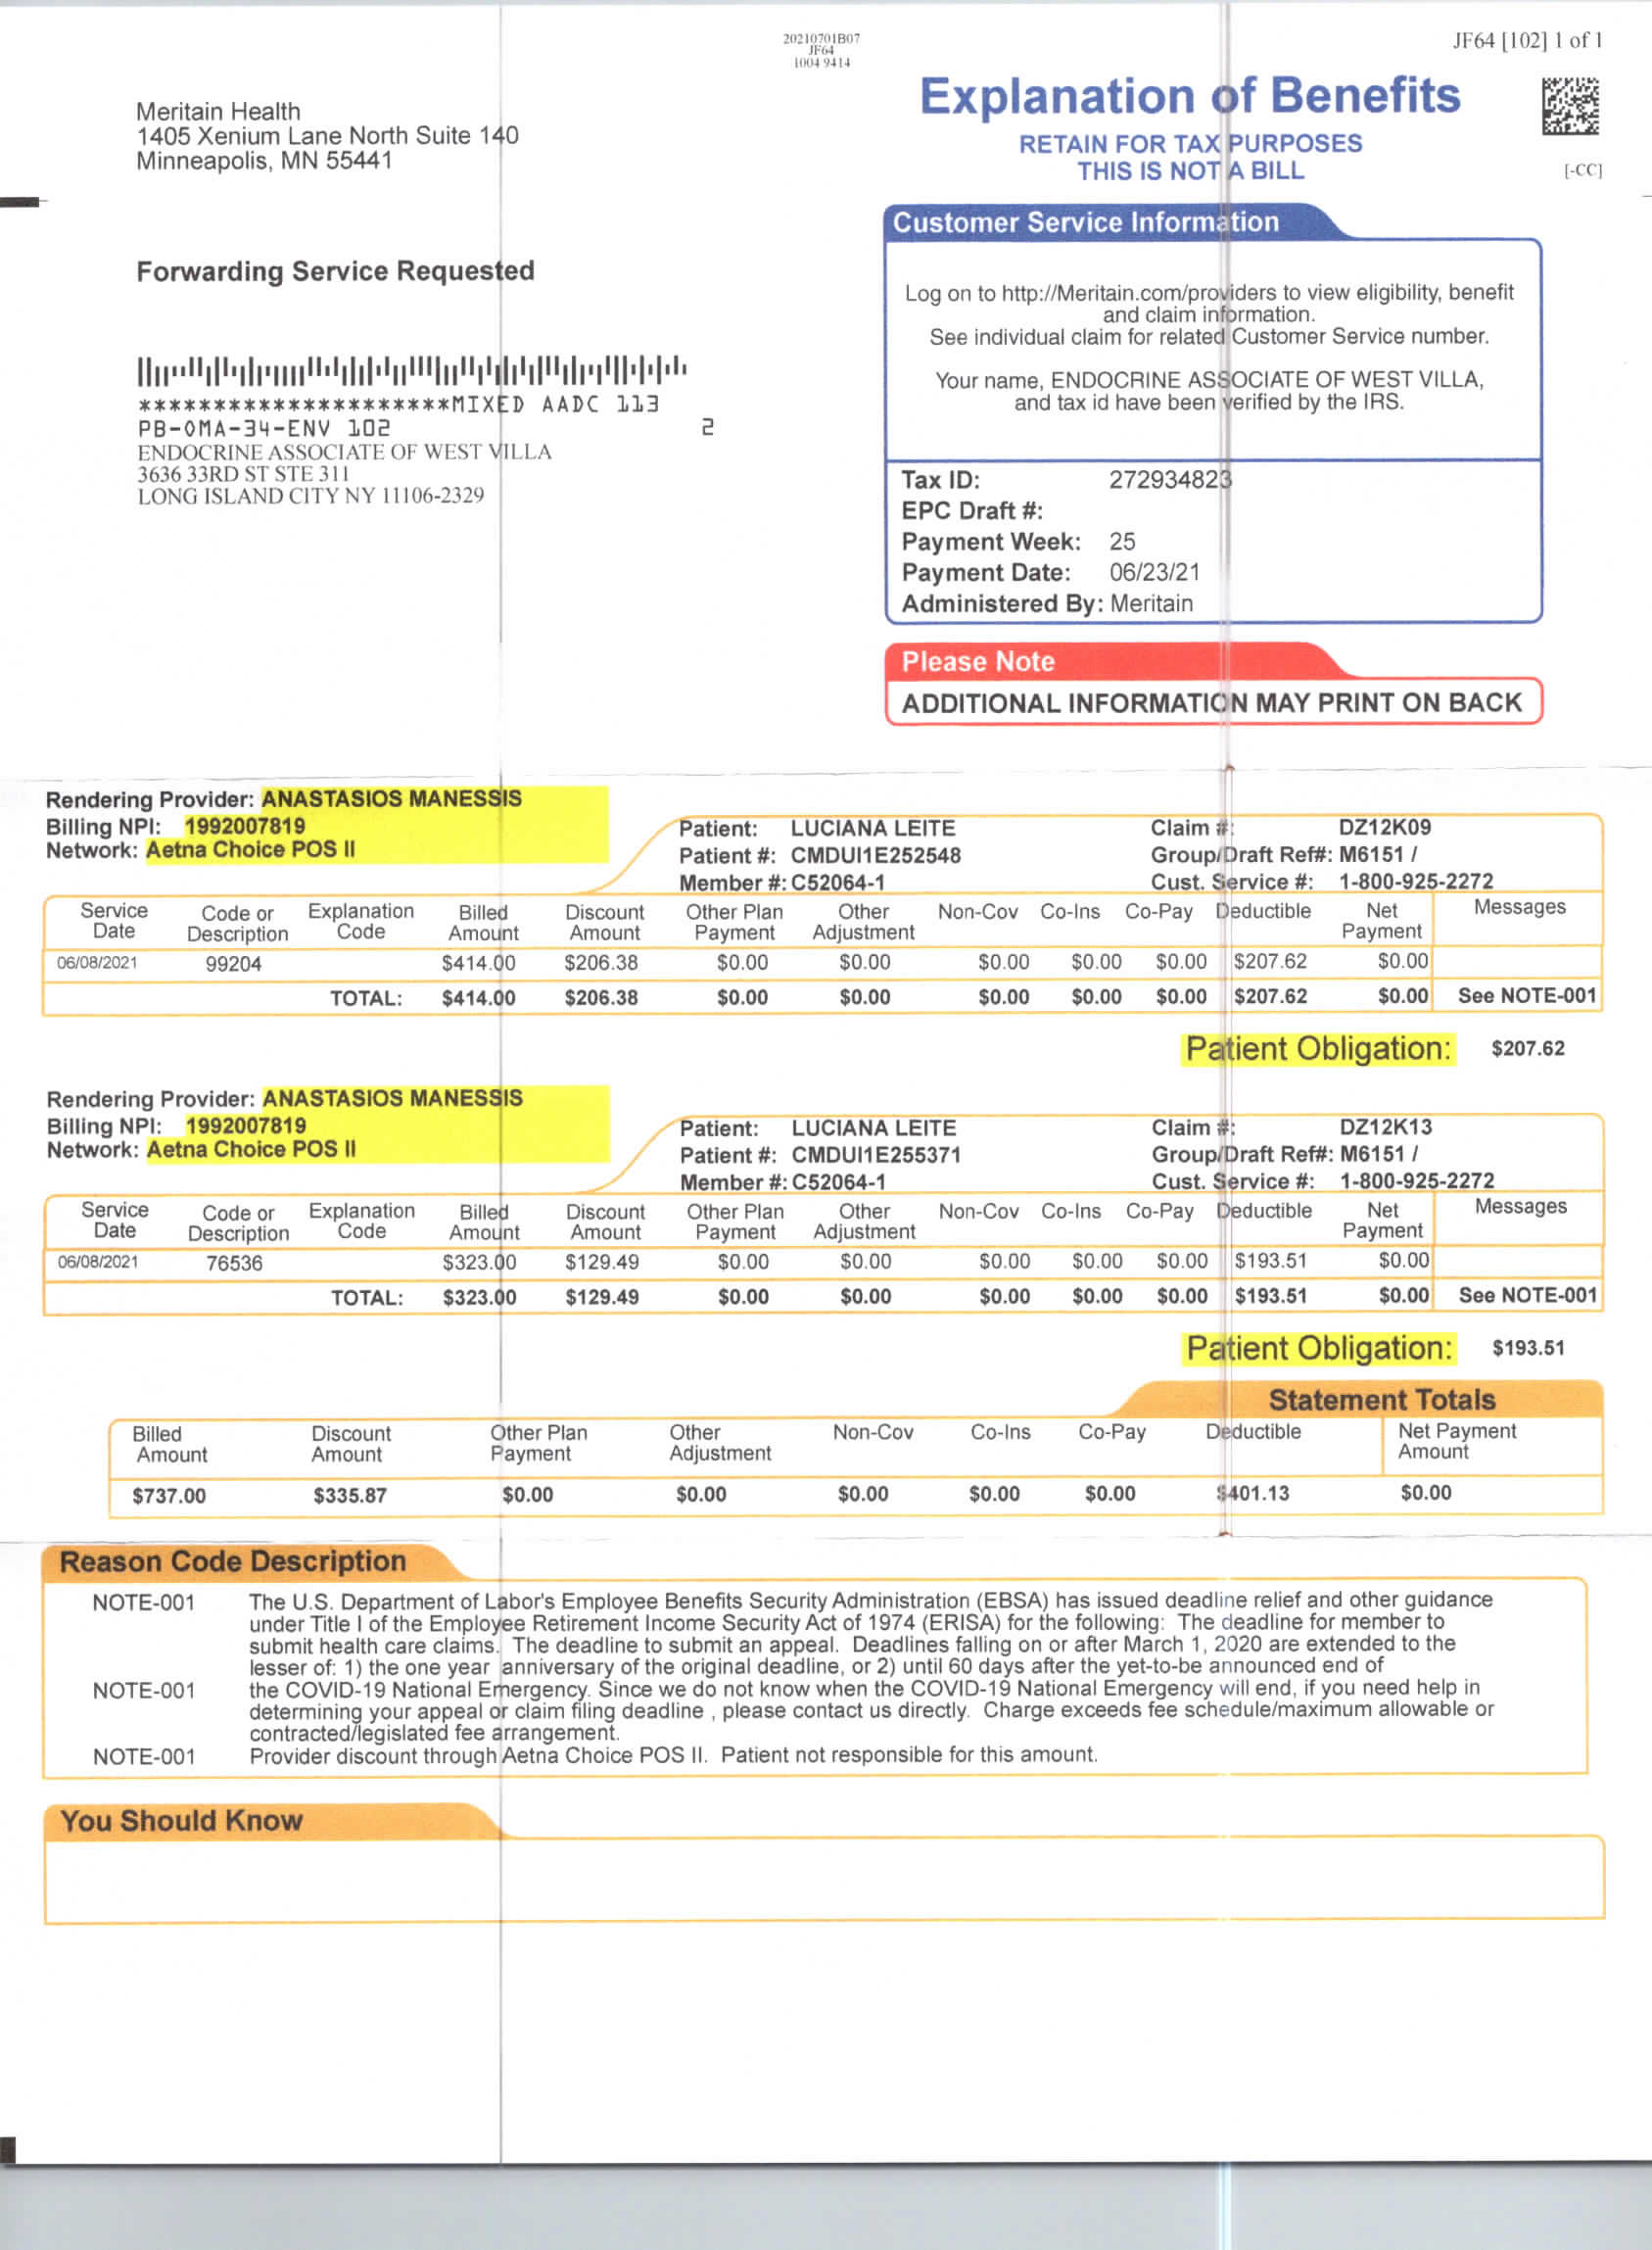 20210701B07
JF64
1004 9414
JF64 [102] 1 of 1
Meritain Health
1405 Xenium Lane North Suite 140
Minneapolis, MN 55441
Explanation of Benefits
RETAIN FOR TAX PURPOSES
THIS IS NOT A BILL
[-CC]
Forwarding Service Requested
Customer Service Information
Log on to http://Meritain.com/providers to view eligibility, benefit
and claim information.
See individual claim for related Customer Service number.
Your name, ENDOCRINE ASSOCIATE OF WEST VILLA,
and tax id have been verified by the IRS.
*********************MIXED AADC 113
PB-OMA-34-ENV 102 2
ENDOCRINE ASSOCIATE OF WEST VILLA
3636 33RD ST STE 311
LONG ISLAND CITY NY 11106-2329
Tax ID: 272934823
EPC Draft #:
Payment Week: 25
Payment Date: 06/23/21
Administered By: Meritain
Please Note
ADDITIONAL INFORMATION MAY PRINT ON BACK
Rendering Provider: ANASTASIOS MANESSIS
Billing NPI: 1992007819
Network: Aetna Choice POS II
Patient: LUCIANA LEITE Claim #: DZ12K09
Patient #: CMDUI1E252548 Group/Draft Ref#: M6151 /
Member #: C52064-1 Cust. Service #: 1-800-925-2272
Service Date Code or Description Explanation Code Billed Amount Discount Amount Other Plan Payment Other Adjustment Non-Cov Co-Ins Co-Pay Deductible Net Payment Messages
06/08/2021 99204 $414.00 $206.38 $0.00 $0.00 $0.00 $0.00 $0.00 $207.62 $0.00
TOTAL: $414.00 $206.38 $0.00 $0.00 $0.00 $0.00 $0.00 $207.62 $0.00 See NOTE-001
Patient Obligation: $207.62
Rendering Provider: ANASTASIOS MANESSIS
Billing NPI: 1992007819
Network: Aetna Choice POS II
Patient: LUCIANA LEITE Claim #: DZ12K13
Patient #: CMDUI1E255371 Group/Draft Ref#: M6151 /
Member #: C52064-1 Cust. Service #: 1-800-925-2272
Service Date Code or Description Explanation Code Billed Amount Discount Amount Other Plan Payment Other Adjustment Non-Cov Co-Ins Co-Pay Deductible Net Payment Messages
06/08/2021 76536 $323.00 $129.49 $0.00 $0.00 $0.00 $0.00 $0.00 $193.51 $0.00
TOTAL: $323.00 $129.49 $0.00 $0.00 $0.00 $0.00 $0.00 $193.51 $0.00 See NOTE-001
Patient Obligation: $193.51
Statement Totals
Billed Amount Discount Amount Other Plan Payment Other Adjustment Non-Cov Co-Ins Co-Pay Deductible Net Payment Amount
$737.00 $335.87 $0.00 $0.00 $0.00 $0.00 $0.00 $401.13 $0.00
Reason Code Description
NOTE-001 The U.S. Department of Labor's Employee Benefits Security Administration (EBSA) has issued deadline relief and other guidance
under Title I of the Employee Retirement Income Security Act of 1974 (ERISA) for the following: The deadline for member to
submit health care claims. The deadline to submit an appeal. Deadlines falling on or after March 1, 2020 are extended to the
lesser of: 1) the one year anniversary of the original deadline, or 2) until 60 days after the yet-to-be announced end of
NOTE-001 the COVID-19 National Emergency. Since we do not know when the COVID-19 National Emergency will end, if you need help in
determining your appeal or claim filing deadline , please contact us directly. Charge exceeds fee schedule/maximum allowable or
contracted/legislated fee arrangement.
NOTE-001 Provider discount through Aetna Choice POS II. Patient not responsible for this amount.
You Should Know